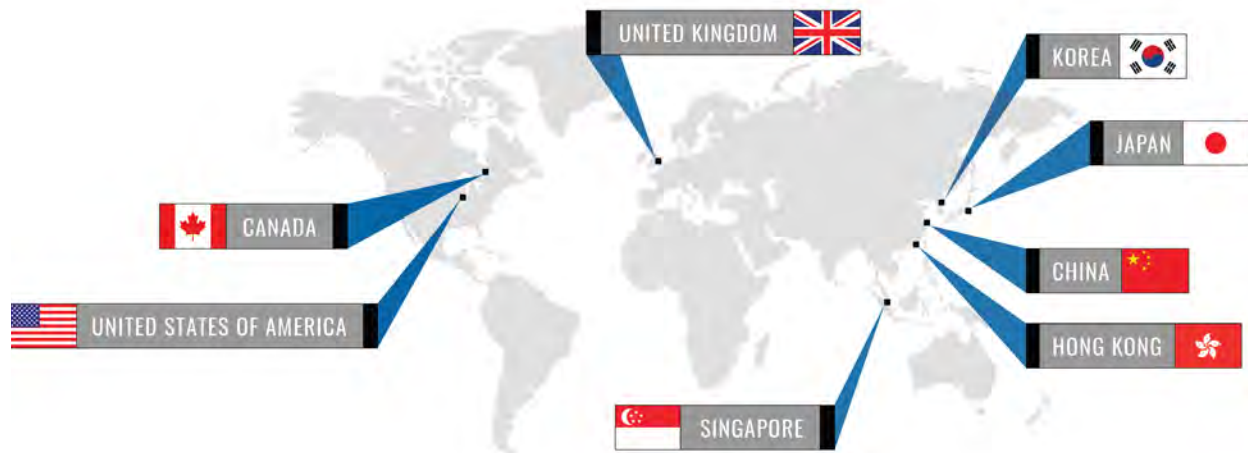 UNITED KINGDOM
KOREA
JAPAN
CANADA
CHINA
UNITED STATES OF AMERICA
HONG KONG
SINGAPORE